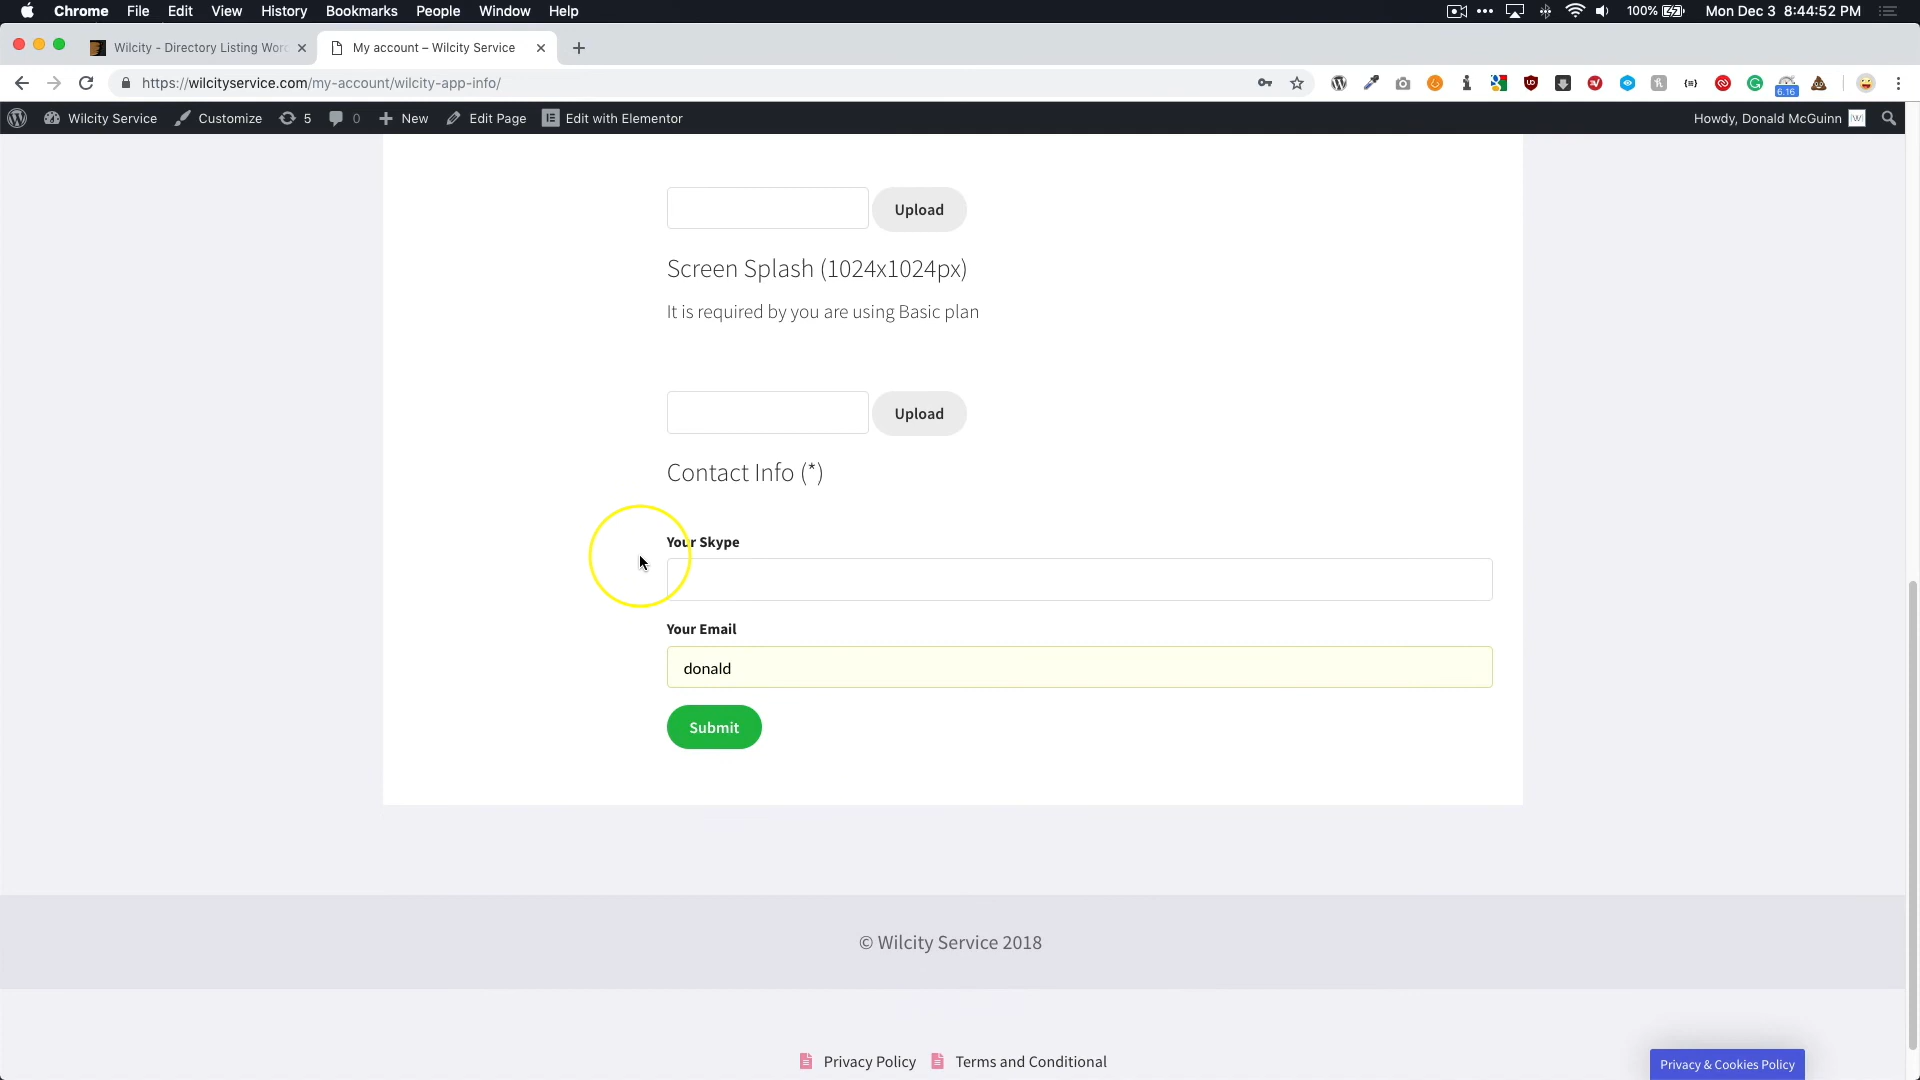 Chrome File Edit View History Bookmarks People Window Help 100% Mon Dec 3 8:44:52 PM
Wilcity - Directory Listing Wor
My account – Wilcity Service
https://wilcityservice.com/my-account/wilcity-app-info/
6.16
Wilcity Service Customize 5 0 New Edit Page Edit with Elementor Howdy, Donald McGuinn
Upload
Screen Splash (1024x1024px)
It is required by you are using Basic plan
Upload
Contact Info (*)
Your Skype
Your Email
donald
Submit
© Wilcity Service 2018
Privacy Policy Terms and Conditional
Privacy & Cookies Policy